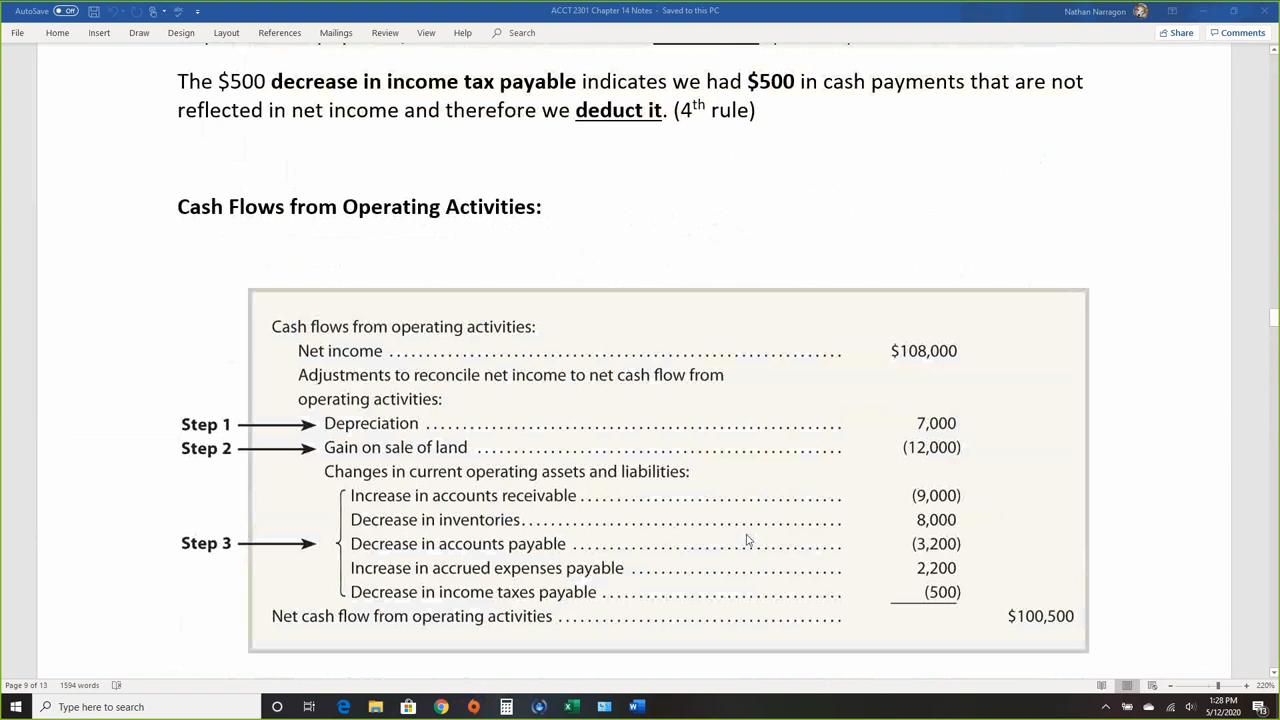 AutoSave Off
ACCT 2301 Chapter 14 Notes - Saved to this PC
Nathan Narragon
File Home Insert Draw Design Layout References Mailings Review View Help Search Share Comments
The $500 decrease in income tax payable indicates we had $500 in cash payments that are not
reflected in net income and therefore we deduct it. (4th rule)
Cash Flows from Operating Activities:
Cash flows from operating activities:
Net income ........ $108,000
Adjustments to reconcile net income to net cash flow from
operating activities:
Step 1 Depreciation ........ 7,000
Step 2 Gain on sale of land ........ (12,000)
Changes in current operating assets and liabilities:
Increase in accounts receivable ........ (9,000)
Decrease in inventories ........ 8,000
Step 3 Decrease in accounts payable ........ (3,200)
Increase in accrued expenses payable ........ 2,200
Decrease in income taxes payable ........ (500)
Net cash flow from operating activities ........ $100,500
Page 9 of 13 1594 words 220%
Type here to search
1:28 PM
5/12/2020
13